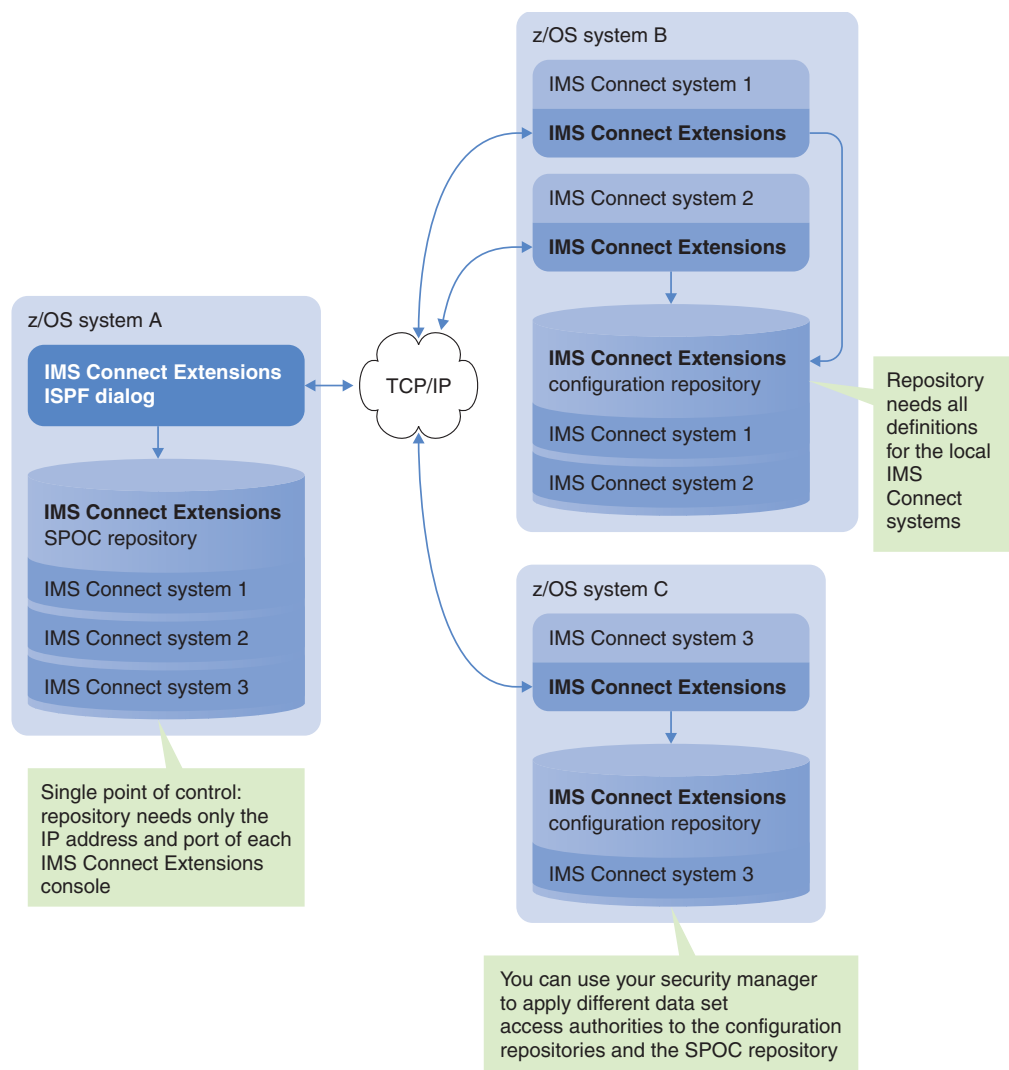 z/OS system B
IMS Connect system 1
IMS Connect Extensions
IMS Connect system 2
IMS Connect Extensions
IMS Connect Extensions
configuration repository
IMS Connect system 1
IMS Connect system 2
Repository
needs all
definitions
for the local
IMS
Connect
systems
z/OS system A
IMS Connect Extensions
ISPF dialog
TCP/IP
IMS Connect Extensions
SPOC repository
IMS Connect system 1
IMS Connect system 2
IMS Connect system 3
Single point of control:
repository needs only the
IP address and port of each
IMS Connect Extensions
console
z/OS system C
IMS Connect system 3
IMS Connect Extensions
IMS Connect Extensions
configuration repository
IMS Connect system 3
You can use your security manager
to apply different data set
access authorities to the configuration
repositories and the SPOC repository